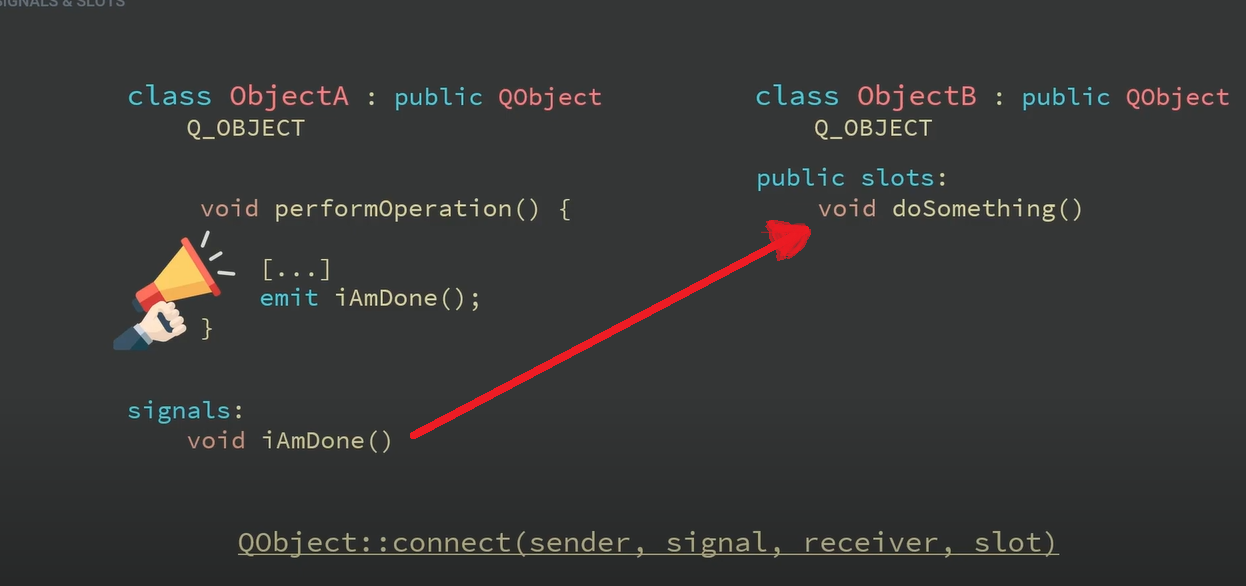 SIGNALS & SLOTS
class ObjectA : public QObject
Q_OBJECT
void performOperation() {
[...]
emit iAmDone();
}
signals:
void iAmDone()
class ObjectB : public QObject
Q_OBJECT
public slots:
void doSomething()
QObject::connect(sender, signal, receiver, slot)